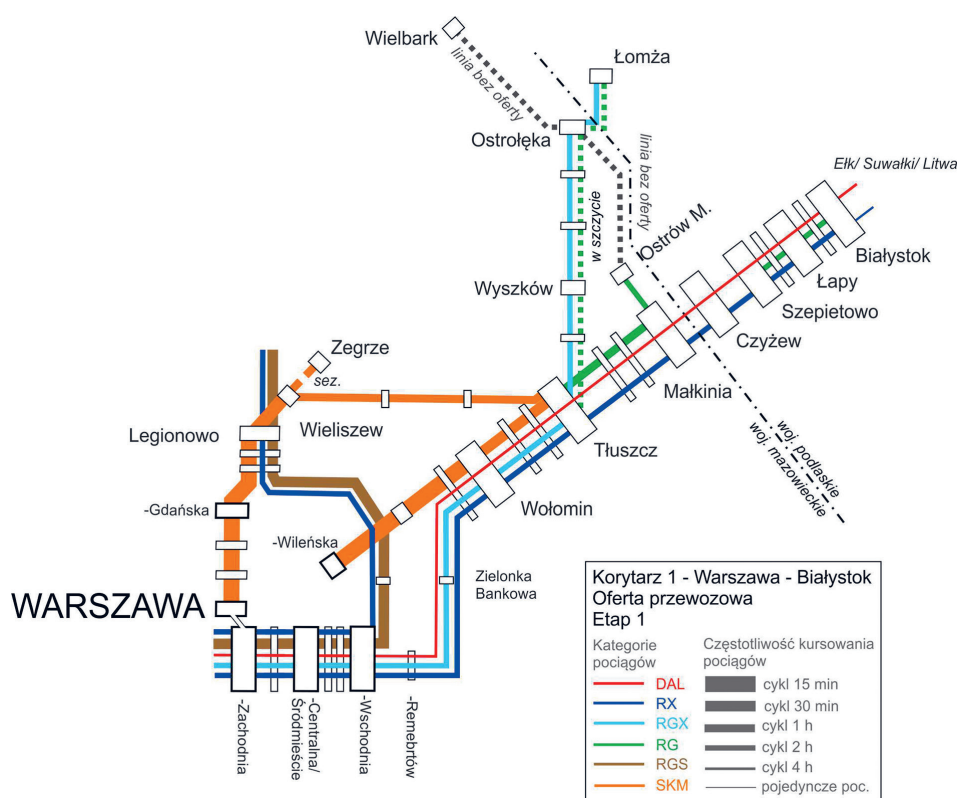 Wielbark
linia bez oferty
Łomża
Ostrołęka
linia bez oferty
Ełk/ Suwałki/ Litwa
w szczycie
Ostrów M.
Białystok
Wyszków
Łapy
Szepietowo
Czyżew
Zegrze
sez.
Małkinia
Legionowo
Wieliszew
Tłuszcz
woj. podlaskie
woj. mazowieckie
Wołomin
-Gdańska
-Wileńska
Zielonka
Bankowa
WARSZAWA
-Zachodnia
-Centralna/
Śródmieście
-Wschodnia
-Remebrtów
Korytarz 1 - Warszawa - Białystok
Oferta przewozowa
Etap 1
Kategorie
pociągów
Częstotliwość kursowania
pociągów
DAL
cykl 15 min
RX
cykl 30 min
RGX
cykl 1 h
RG
cykl 2 h
RGS
cykl 4 h
SKM
pojedyncze poc.